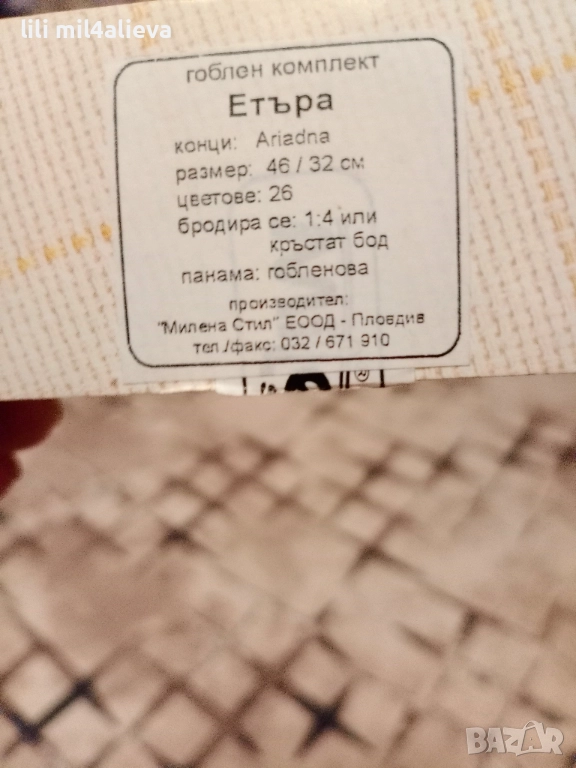 lili mil4alieva
гоблен комплект
Етъра
конци: Ariadna
размер: 46 / 32 см
цветове: 26
бродира се: 1:4 или
кръстат бод
панама: гобленова
производител:
"Милена Стил" ЕООД - Пловдив
тел./факс: 032 / 671 910
BAZAR